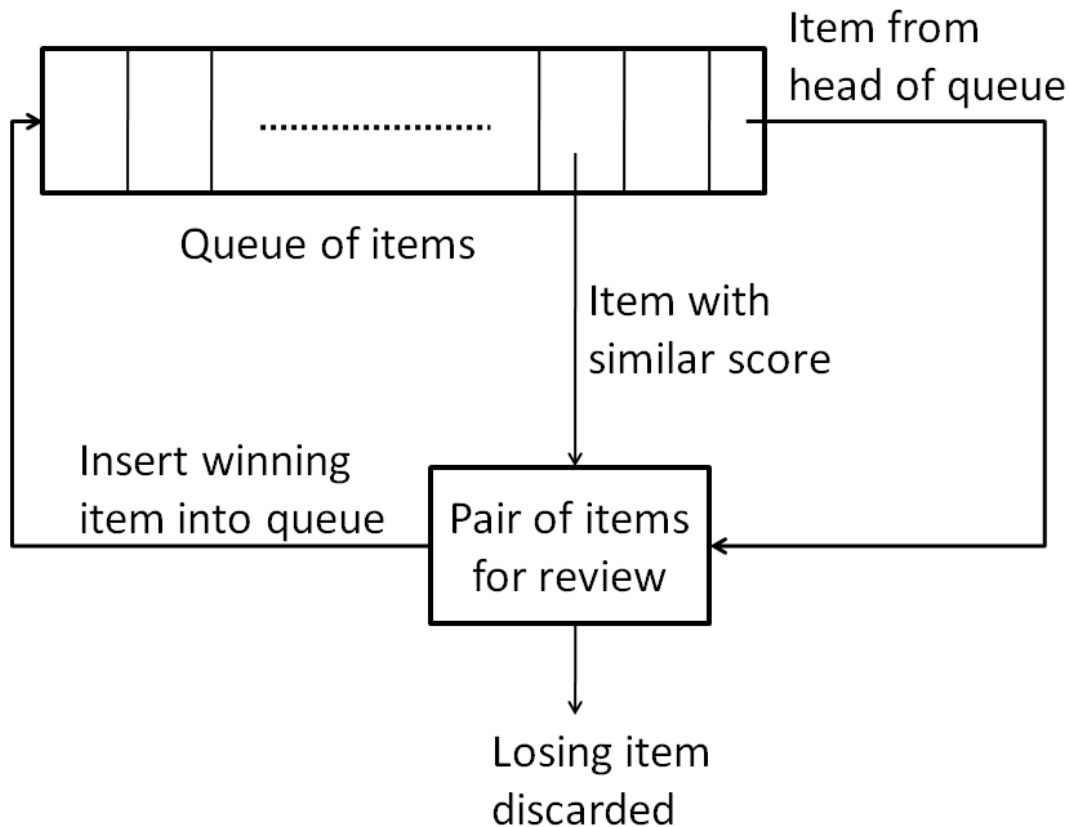 Item from
head of queue
Queue of items
Item with
similar score
Insert winning
item into queue
Pair of items
for review
Losing item
discarded